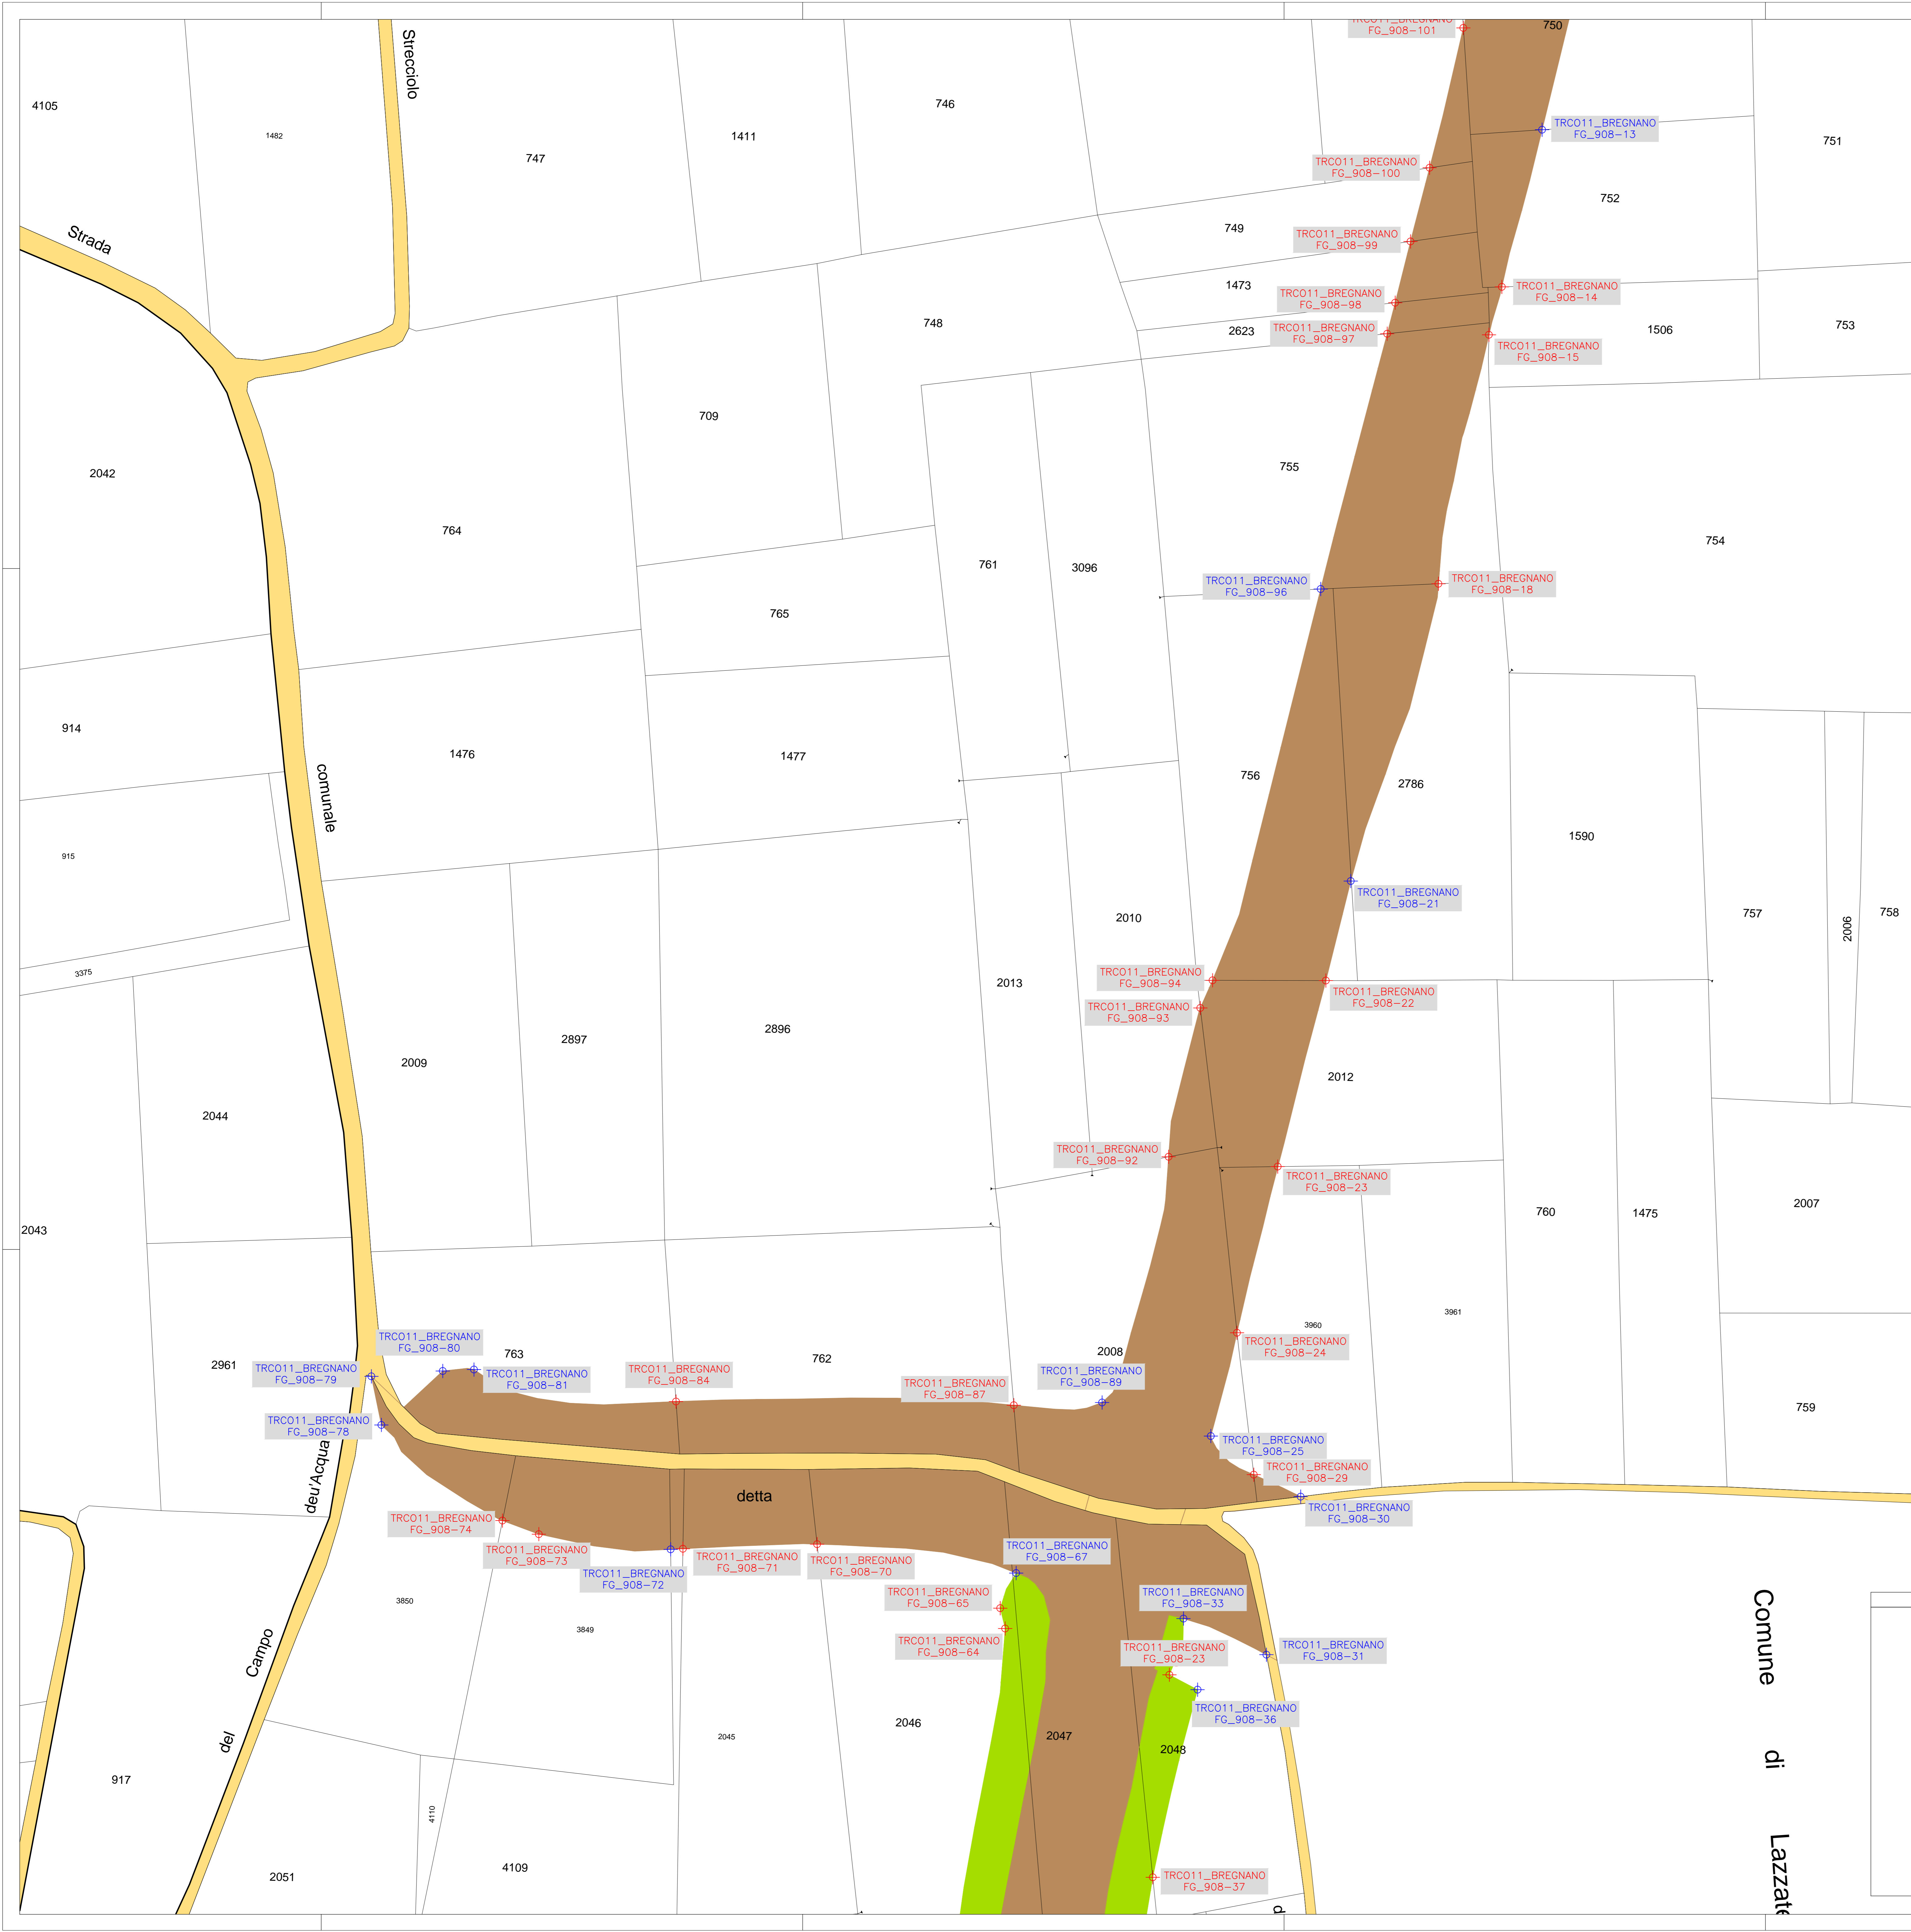 TRCO11_BREGNANO
FG_908-101
750
Strecciolo
4105
1482
747
1411
746
TRCO11_BREGNANO
FG_908-13
751
TRCO11_BREGNANO
FG_908-100
752
Strada
749
TRCO11_BREGNANO
FG_908-99
1473
TRCO11_BREGNANO
FG_908-98
TRCO11_BREGNANO
FG_908-14
748
2623
TRCO11_BREGNANO
FG_908-97
TRCO11_BREGNANO
FG_908-15
1506
753
709
2042
755
764
754
761
3096
TRCO11_BREGNANO
FG_908-96
TRCO11_BREGNANO
FG_908-18
765
914
1476
1477
756
2786
comunale
1590
915
TRCO11_BREGNANO
FG_908-21
2010
757
2006
758
3375
2013
TRCO11_BREGNANO
FG_908-94
TRCO11_BREGNANO
FG_908-22
TRCO11_BREGNANO
FG_908-93
2896
2897
2009
2012
2044
TRCO11_BREGNANO
FG_908-92
TRCO11_BREGNANO
FG_908-23
2043
760
1475
2007
3961
3960
TRCO11_BREGNANO
FG_908-24
TRCO11_BREGNANO
FG_908-80
763
762
2008
2961
TRCO11_BREGNANO
FG_908-79
TRCO11_BREGNANO
FG_908-81
TRCO11_BREGNANO
FG_908-84
TRCO11_BREGNANO
FG_908-87
TRCO11_BREGNANO
FG_908-89
759
TRCO11_BREGNANO
FG_908-78
TRCO11_BREGNANO
FG_908-25
TRCO11_BREGNANO
FG_908-29
deu'Acqua
detta
TRCO11_BREGNANO
FG_908-30
TRCO11_BREGNANO
FG_908-74
TRCO11_BREGNANO
FG_908-73
TRCO11_BREGNANO
FG_908-72
TRCO11_BREGNANO
FG_908-71
TRCO11_BREGNANO
FG_908-70
TRCO11_BREGNANO
FG_908-67
3850
3849
TRCO11_BREGNANO
FG_908-65
TRCO11_BREGNANO
FG_908-33
TRCO11_BREGNANO
FG_908-64
TRCO11_BREGNANO
FG_908-23
TRCO11_BREGNANO
FG_908-31
Campo
Comune
TRCO11_BREGNANO
FG_908-36
del
2045
2046
2047
2048
di
917
4110
2051
4109
TRCO11_BREGNANO
FG_908-37
Lazzate
d